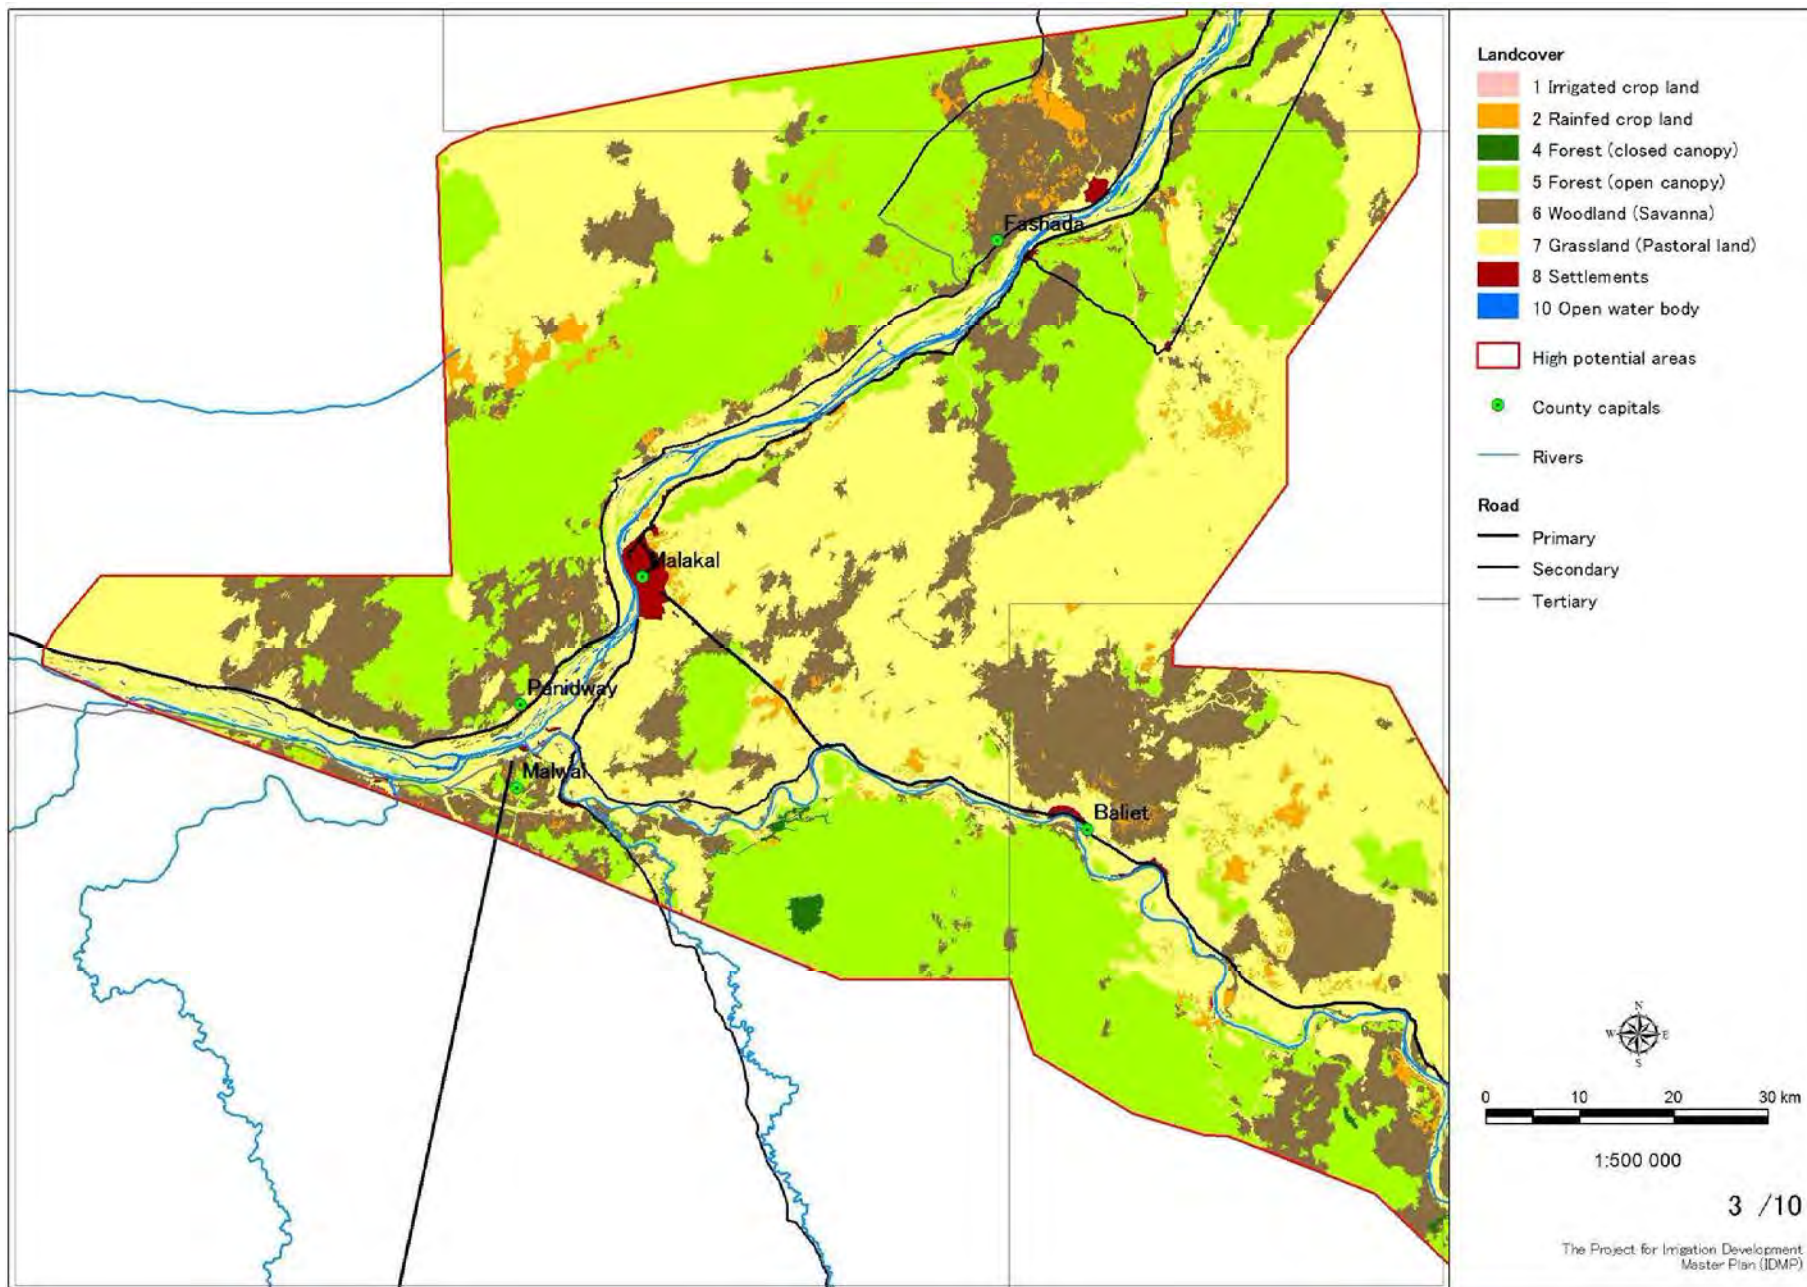 Fashada
Malakal
Panidway
Malwal
Baliet
Landcover
1 Irrigated crop land
2 Rainfed crop land
4 Forest (closed canopy)
5 Forest (open canopy)
6 Woodland (Savanna)
7 Grassland (Pastoral land)
8 Settlements
10 Open water body
High potential areas
County capitals
Rivers
Road
Primary
Secondary
Tertiary
N
W E
S
0 10 20 30 km
1:500 000
3 /10
The Project for Irrigation Development
Master Plan (IDMP)